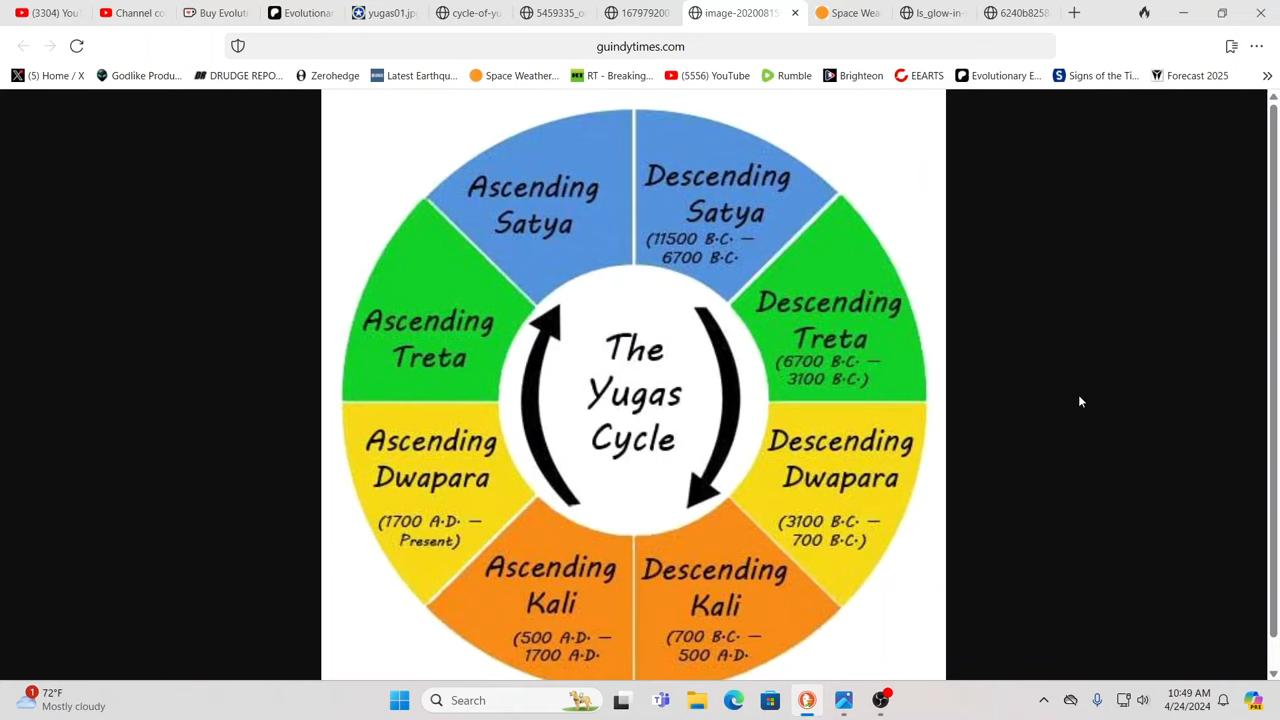 (3304) YouT
Channel co
Buy Evoluti
Evolutionar
yugas01.jp
cycle-of-yu
6459335_o
167979200
image-20200815
Space Wea
Is_glow-in-
6240b8258
guindytimes.com
(5) Home / X
Godlike Produ...
DRUDGE REPO...
Zerohedge
Latest Earthqu...
Space Weather...
RT - Breaking...
(5556) YouTube
Rumble
Brighteon
EEARTS
Evolutionary E...
Signs of the Ti...
Forecast 2025
Ascending
Satya
Descending
Satya
(11500 B.C. —
6700 B.C.
Ascending
Treta
Descending
Treta
(6700 B.C. —
3100 B.C.)
The
Yugas
Cycle
Ascending
Dwapara
(1700 A.D. —
Present)
Descending
Dwapara
(3100 B.C. —
700 B.C.)
Ascending
Kali
(500 A.D. —
1700 A.D.
Descending
Kali
(700 B.C. —
500 A.D.
1
72°F
Mostly cloudy
Search
10:49 AM
4/24/2024